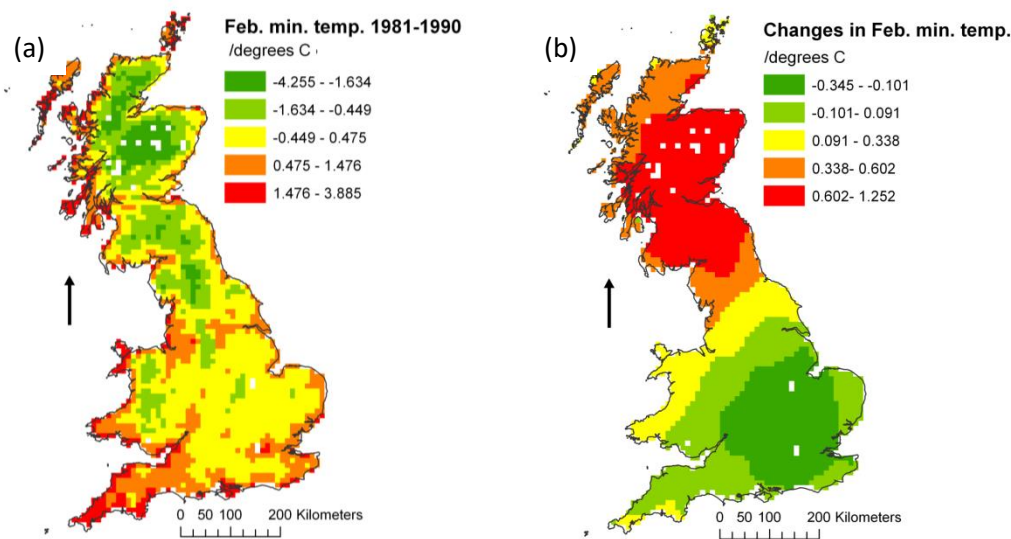 (a)
Feb. min. temp. 1981-1990
/degrees C
-4.255 - -1.634
-1.634 - -0.449
-0.449 - 0.475
0.475 - 1.476
1.476 - 3.885
0 50 100 200 Kilometers
(b)
Changes in Feb. min. temp.
/degrees C
-0.345 - -0.101
-0.101- 0.091
0.091 - 0.338
0.338- 0.602
0.602- 1.252
0 50 100 200 Kilometers